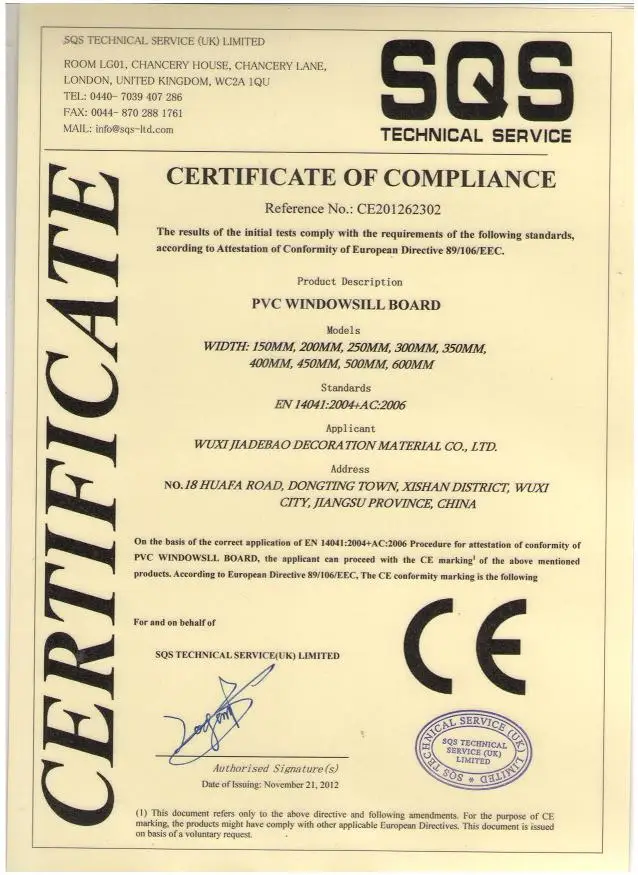 SQS TECHNICAL SERVICE (UK) LIMITED
ROOM LG01, CHANCERY HOUSE, CHANCERY LANE,
LONDON, UNITED KINGDOM, WC2A 1QU
TEL: 0440- 7039 407 286
FAX: 0044- 870 288 1761
MAIL: info@sqs-ltd.com
SQS
TECHNICAL SERVICE
CERTIFICATE
CERTIFICATE OF COMPLIANCE
Reference No.: CE201262302
The results of the initial tests comply with the requirements of the following standards,
according to Attestation of Conformity of European Directive 89/106/EEC.
Product Description
PVC WINDOWSILL BOARD
Models
WIDTH: 150MM, 200MM, 250MM, 300MM, 350MM,
400MM, 450MM, 500MM, 600MM
Standards
EN 14041:2004+AC:2006
Applicant
WUXI JIADEBAO DECORATION MATERIAL CO., LTD.
Address
NO.18 HUAFA ROAD, DONGTING TOWN, XISHAN DISTRICT, WUXI
CITY, JIANGSU PROVINCE, CHINA
On the basis of the correct application of EN 14041:2004+AC:2006 Procedure for attestation of conformity of
PVC WINDOWSLL BOARD, the applicant can proceed with the CE marking¹ of the above mentioned
products. According to European Directive 89/106/EEC, The CE conformity marking is the following
For and on behalf of
SQS TECHNICAL SERVICE(UK) LIMITED
CE
SQS TECHNICAL SERVICE (UK) LIMITED *
SQS TECHNICAL
SERVICE (UK)
LIMITED
Authorised Signature(s)
Date of Issuing: November 21, 2012
(1) This document refers only to the above directive and following amendments. For the purpose of CE
marking, the products might have comply with other applicable European Directives. This document is issued
on basis of a voluntary request.